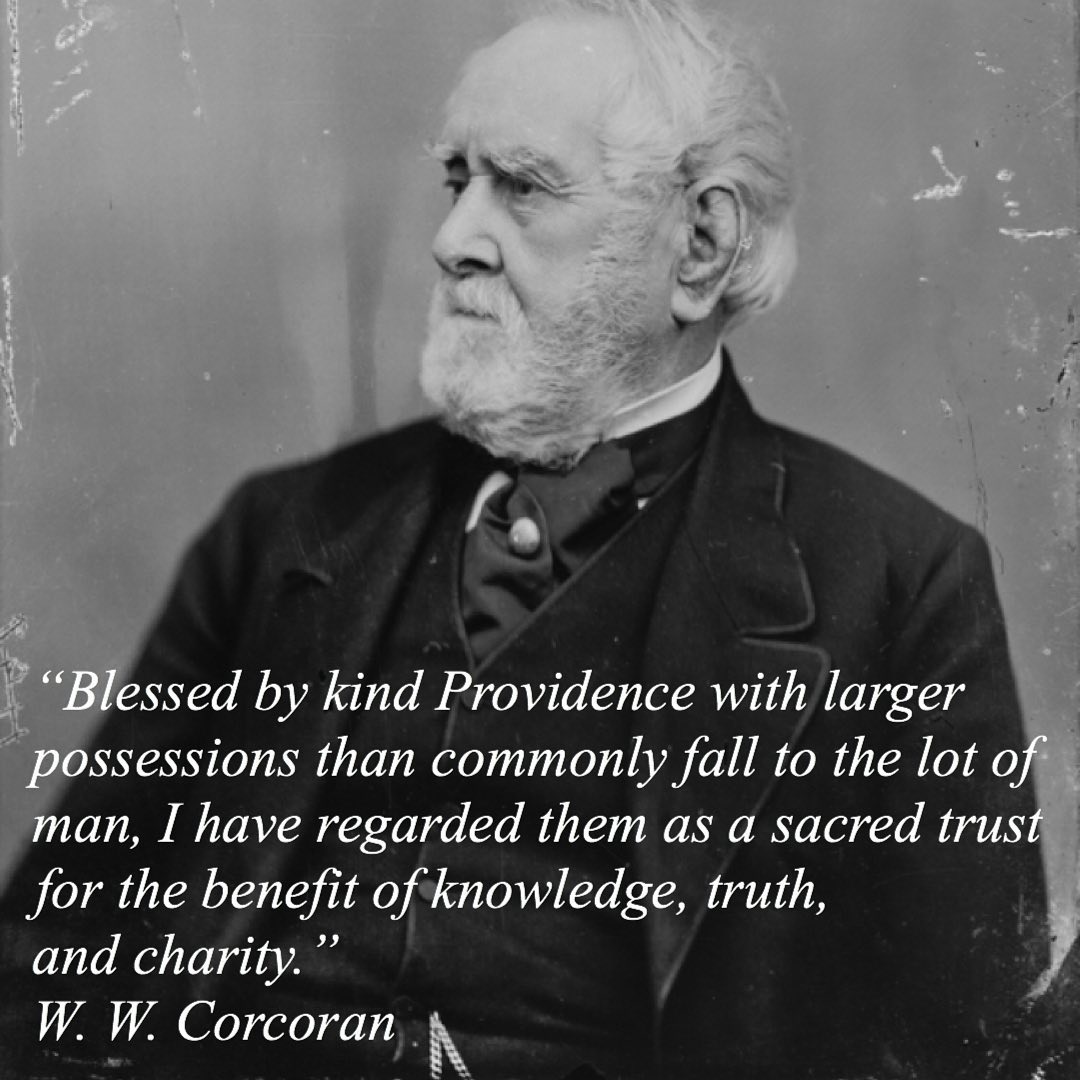 “Blessed by kind Providence with larger
possessions than commonly fall to the lot of
man, I have regarded them as a sacred trust
for the benefit of knowledge, truth,
and charity.”
W. W. Corcoran